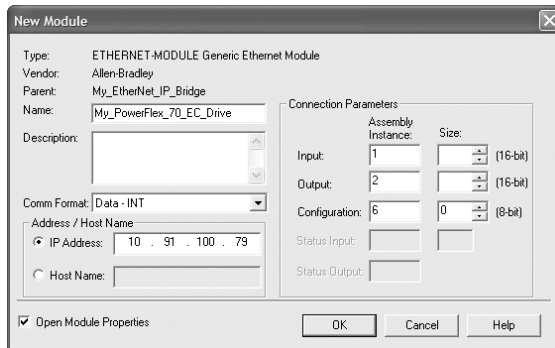 New Module
Type: ETHERNET-MODULE Generic Ethernet Module
Vendor: Allen-Bradley
Parent: My_EtherNet_IP_Bridge
Name: My_PowerFlex_70_EC_Drive
Description:
Comm Format: Data - INT
Address / Host Name
IP Address: 10 . 91 . 100 . 79
Host Name:
Connection Parameters
Assembly Instance: Size:
Input: 1 (16-bit)
Output: 2 (16-bit)
Configuration: 6 0 (8-bit)
Status Input:
Status Output:
Open Module Properties
OK Cancel Help